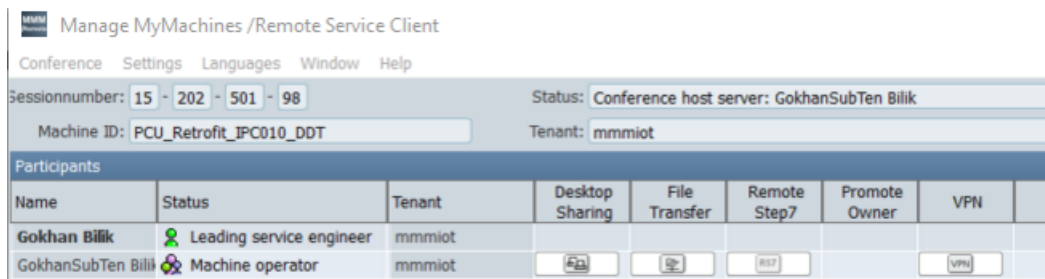 MMM
Manage MyMachines /Remote Service Client
Conference Settings Languages Window Help
Sessionnumber: 15 - 202 - 501 - 98 Status: Conference host server: GokhanSubTen Bilik
Machine ID: PCU_Retrofit_IPC010_DDT Tenant: mmmiot
Participants
Name Status Tenant Desktop Sharing File Transfer Remote Step7 Promote Owner VPN
Gokhan Bilik Leading service engineer mmmiot
GokhanSubTen Bilik Machine operator mmmiot RS7 VPN